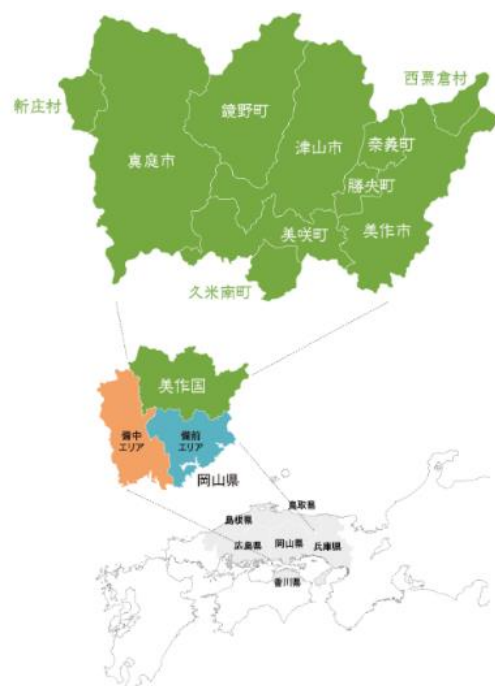 西粟倉村
新庄村
鏡野町
津山市
奈義町
真庭市
勝央町
美咲町
美作市
久米南町
美作国
備中
エリア
備前
エリア
岡山県
鳥取県
島根県
広島県
岡山県
兵庫県
香川県